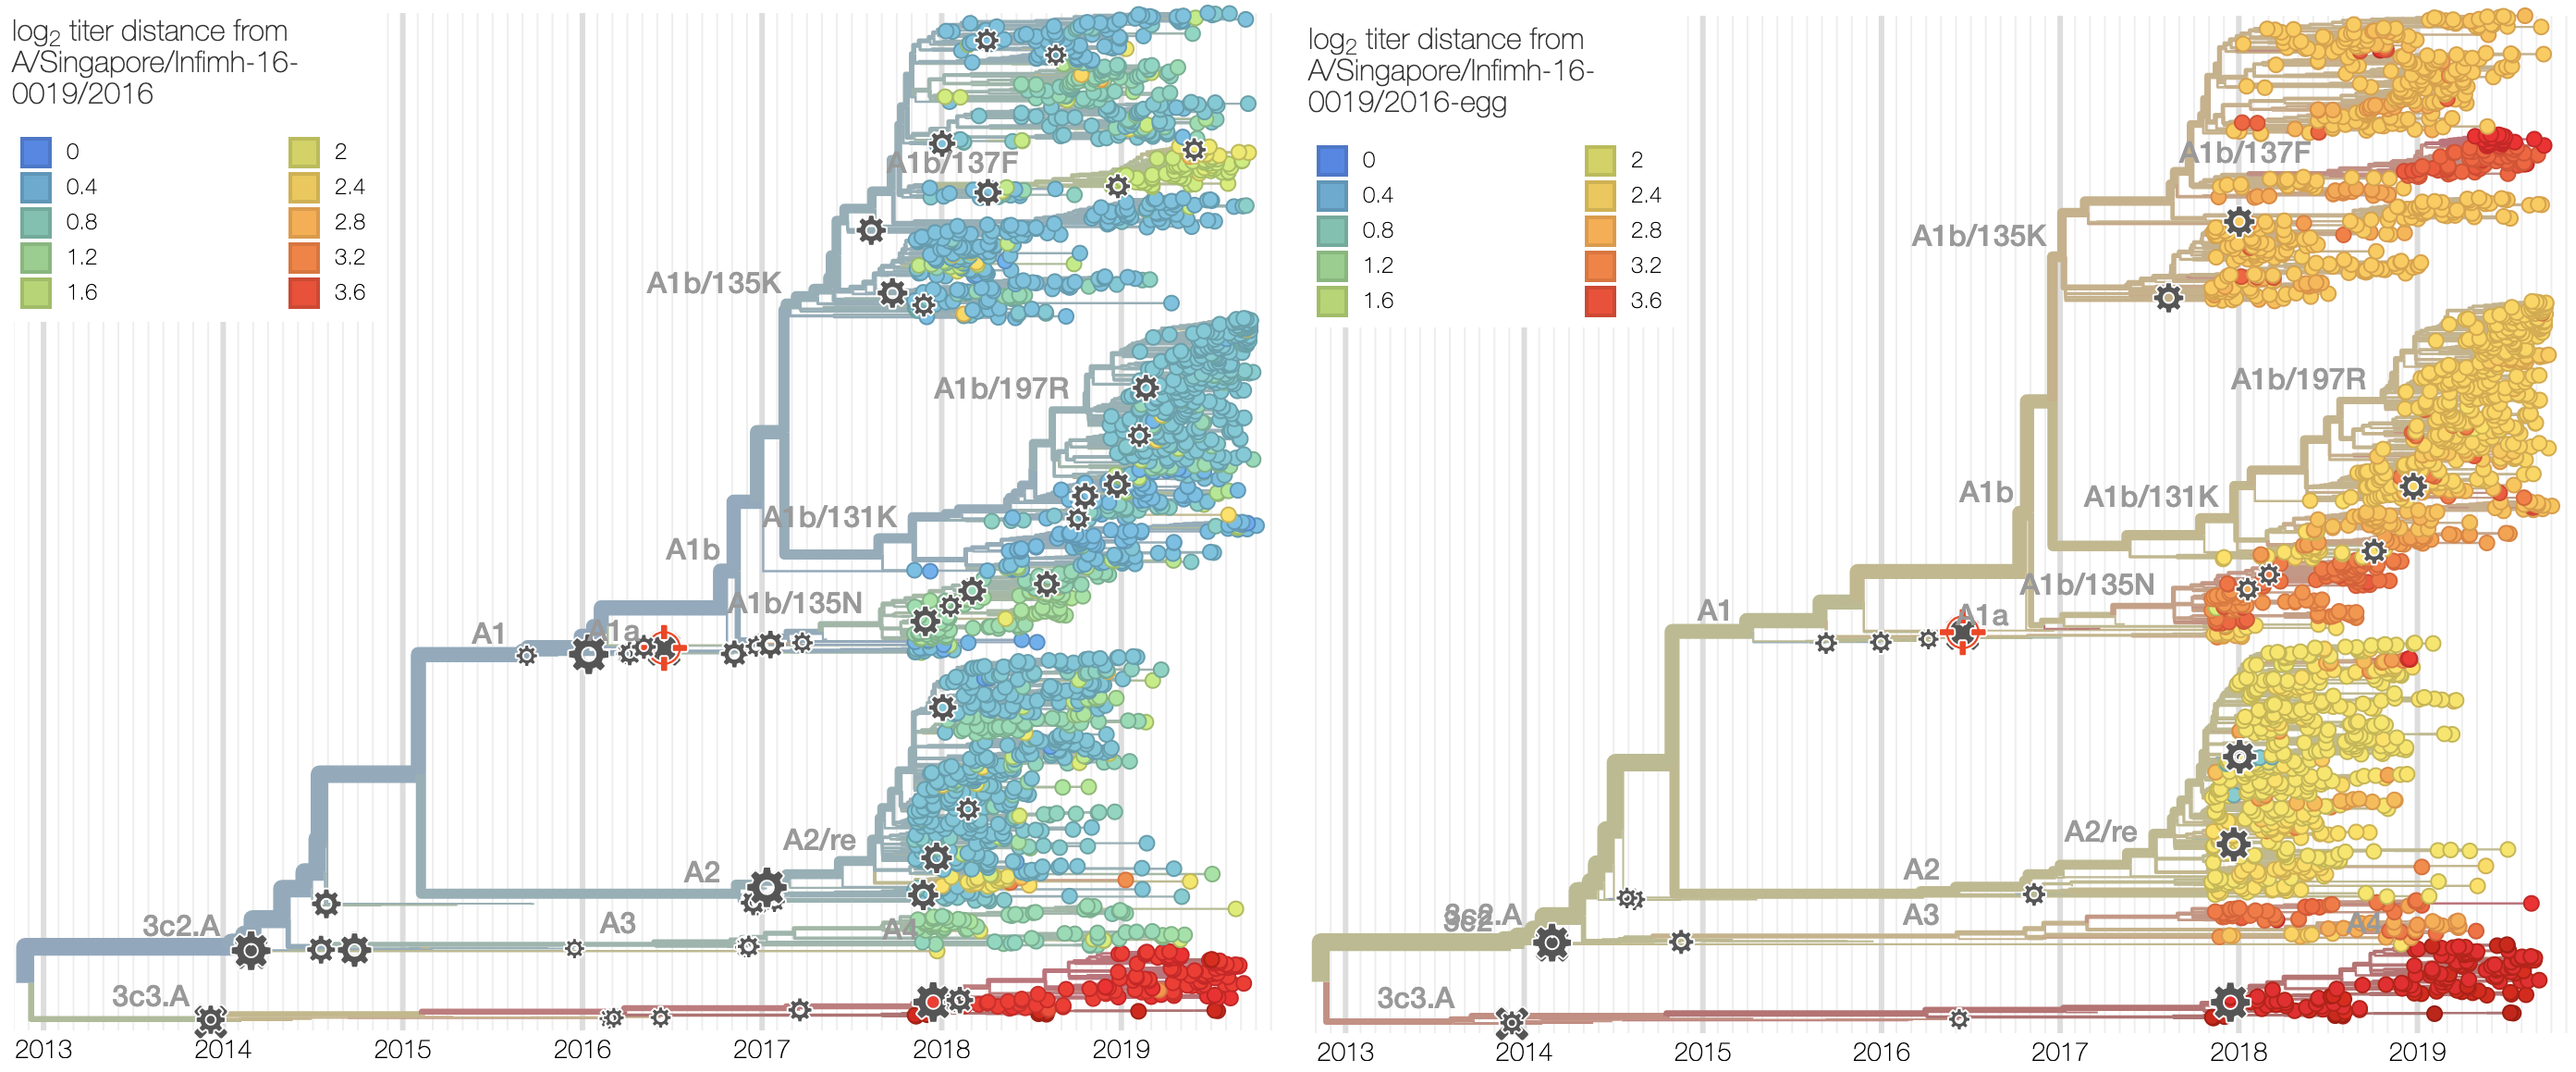 log2 titer distance from
A/Singapore/Infimh-16-
0019/2016
0
2
0.4
2.4
0.8
2.8
1.2
3.2
1.6
3.6
A1b/137F
A1b/135K
A1b/197R
A1b/131K
A1b
A1b/135N
A1
A1a
A2/re
A2
A3
A4
3c2.A
3c3.A
2013
2014
2015
2016
2017
2018
2019
log2 titer distance from
A/Singapore/Infimh-16-
0019/2016-egg
0
2
0.4
2.4
0.8
2.8
1.2
3.2
1.6
3.6
A1b/137F
A1b/135K
A1b/197R
A1b
A1b/131K
A1b/135N
A1
A1a
A2/re
A2
A3
A4
3c2.A
3c3.A
2013
2014
2015
2016
2017
2018
2019